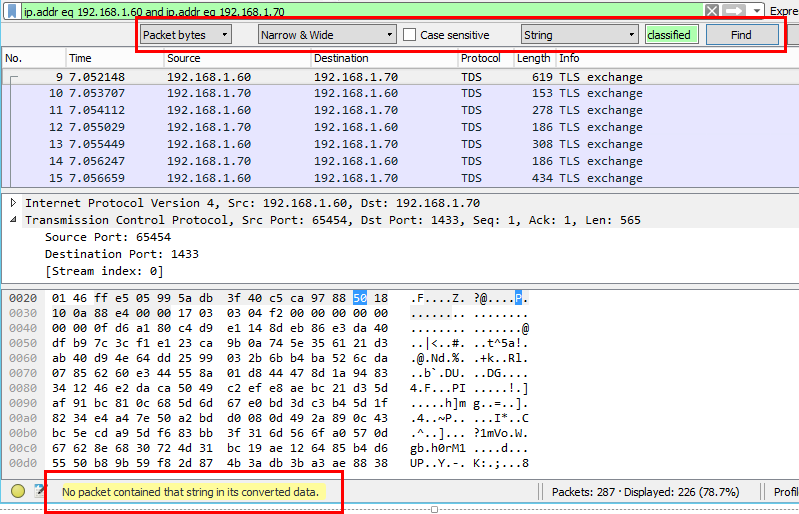 ip.addr eq 192.168.1.60 and ip.addr eq 192.168.1.70 Expre
Packet bytes Narrow & Wide Case sensitive String classified Find
No. Time Source Destination Protocol Length Info
9 7.052148 192.168.1.60 192.168.1.70 TDS 619 TLS exchange
10 7.053707 192.168.1.70 192.168.1.60 TDS 153 TLS exchange
11 7.054112 192.168.1.60 192.168.1.70 TDS 278 TLS exchange
12 7.055029 192.168.1.70 192.168.1.60 TDS 186 TLS exchange
13 7.055449 192.168.1.60 192.168.1.70 TDS 308 TLS exchange
14 7.056247 192.168.1.70 192.168.1.60 TDS 186 TLS exchange
15 7.056659 192.168.1.60 192.168.1.70 TDS 434 TLS exchange
Internet Protocol Version 4, Src: 192.168.1.60, Dst: 192.168.1.70
Transmission Control Protocol, Src Port: 65454, Dst Port: 1433, Seq: 1, Ack: 1, Len: 565
Source Port: 65454
Destination Port: 1433
[Stream index: 0]
0020 01 46 ff e5 05 99 5a db 3f 40 c5 ca 97 88 50 18 .F....Z. ?@....P.
0030 10 0a 88 e4 00 00 17 03 03 04 f2 00 00 00 00 00 ........ ........
0040 00 00 0f d6 a1 80 c4 d9 e1 14 8d eb 86 e3 da 40 ........ .......@
0050 df b9 7c 3c f1 e1 23 ca 9b 0a 74 5e 35 61 21 d3 ..|<..#. ..t^5a!.
0060 ab 40 d9 4e 64 dd 25 99 03 2b 6b b4 ba 52 6c da .@.Nd.%. .+k..Rl.
0070 07 85 62 60 e3 44 55 8a 01 d8 44 47 8d 1a 94 83 ..b`.DU. ..DG....
0080 34 12 46 e2 da ca 50 49 c2 ef e8 ae bc 21 d3 5d 4.F...PI .....!.]
0090 af 91 bc 81 0c 68 5d 6d 67 e0 bd 3d c3 b4 5d 1f .....h]m g..=..].
00a0 82 34 e4 a4 7e 50 a2 bd d0 08 0d 49 2a 89 0c 43 .4..~P.. ...I*..C
00b0 bc 5e cd a9 5d f6 83 bb 3f 31 6d 56 6f a0 57 0d .^..]... ?1mVo.W.
00c0 67 62 8e 68 30 72 4d 31 bc 19 ae 12 64 85 b4 d6 gb.h0rM1 ....d...
00d0 55 50 b8 9b 59 f8 2d 87 4b 3a db 3b a3 ae 88 38 UP..Y.-. K:.;...8
No packet contained that string in its converted data. Packets: 287 · Displayed: 226 (78.7%) Profil